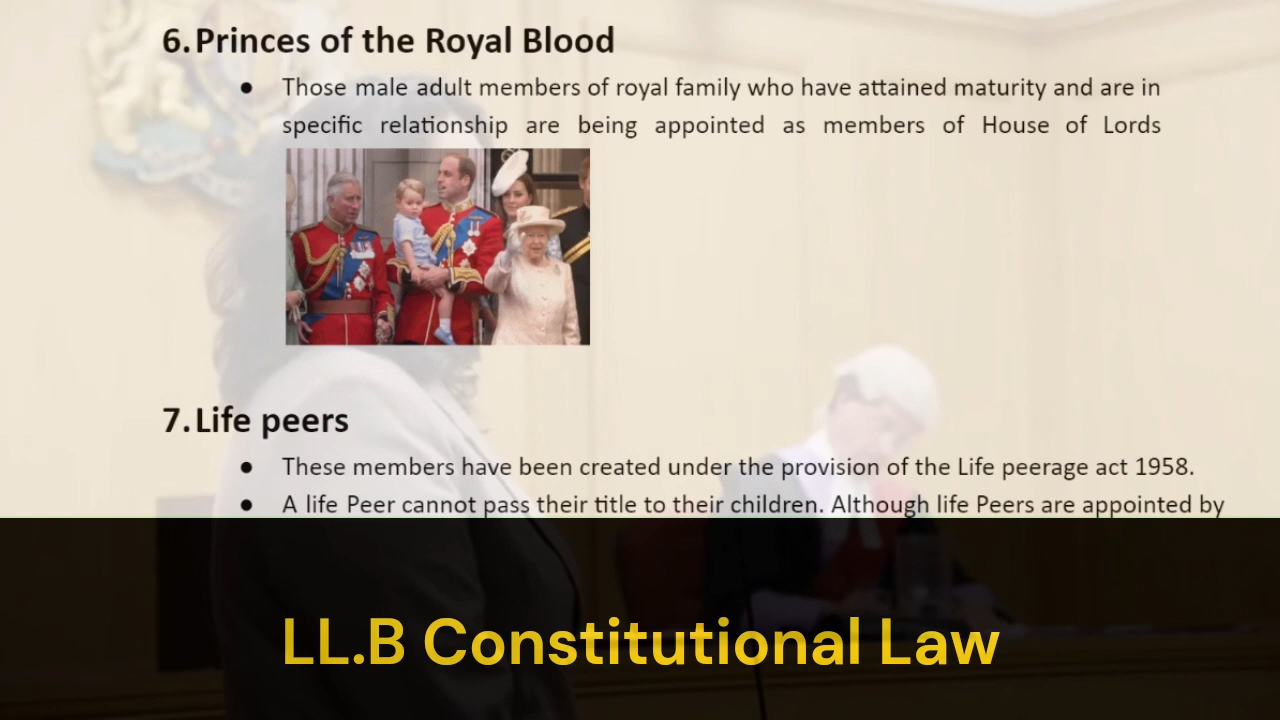 6. Princes of the Royal Blood
● Those male adult members of royal family who have attained maturity and are in
specific relationship are being appointed as members of House of Lords
7. Life peers
● These members have been created under the provision of the Life peerage act 1958.
● A life Peer cannot pass their title to their children. Although life Peers are appointed by
LL.B Constitutional Law